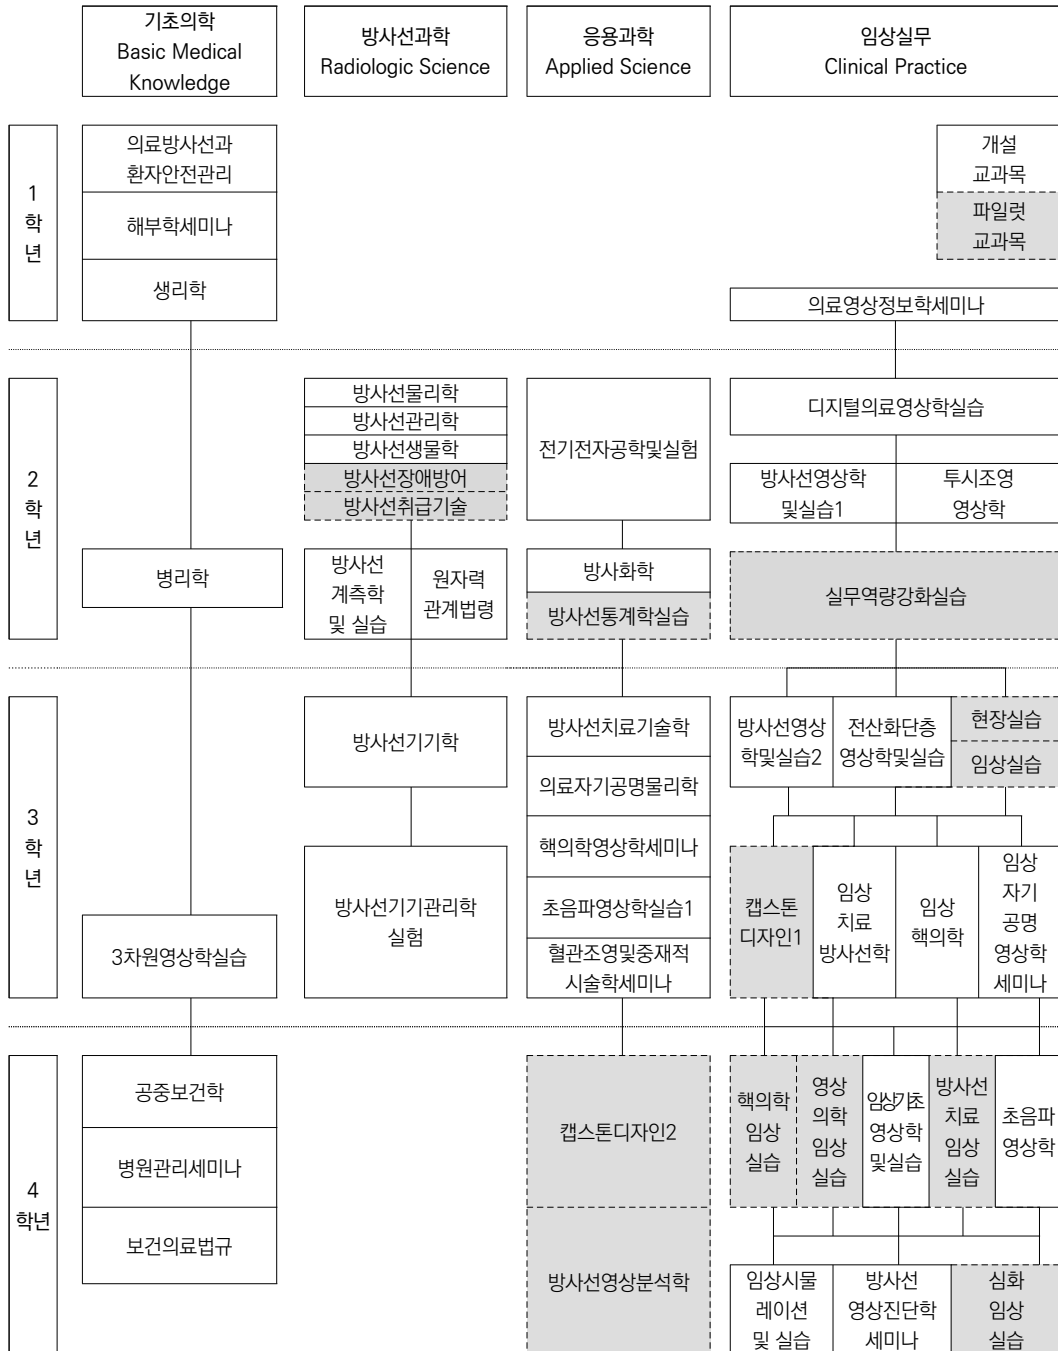 기초의학
Basic Medical
Knowledge
방사선과학
Radiologic Science
응용과학
Applied Science
임상실무
Clinical Practice
1
학
년
의료방사선과
환자안전관리
해부학세미나
생리학
개설
교과목
파일럿
교과목
의료영상정보학세미나
2
학
년
병리학
방사선물리학
방사선관리학
방사선생물학
방사선장애방어
방사선취급기술
방사선
계측학
및 실습
원자력
관계법령
전기전자공학및실험
방사화학
방사선통계학실습
디지털의료영상학실습
방사선영상학
및실습1
투시조영
영상학
실무역량강화실습
3
학
년
3차원영상학실습
방사선기기학
방사선기기관리학
실험
방사선치료기술학
의료자기공명물리학
핵의학영상학세미나
초음파영상학실습1
혈관조영및중재적
시술학세미나
방사선영상
학및실습2
전산화단층
영상학및실습
현장실습
임상실습
캡스톤
디자인1
임상
치료
방사선학
임상
핵의학
임상
자기
공명
영상학
세미나
4
학년
공중보건학
병원관리세미나
보건의료법규
캡스톤디자인2
방사선영상분석학
핵의학
임상
실습
영상
의학
임상
실습
임상기초
영상학
및실습
방사선
치료
임상
실습
초음파
영상학
임상시물
레이션
및 실습
방사선
영상진단학
세미나
심화
임상
실습